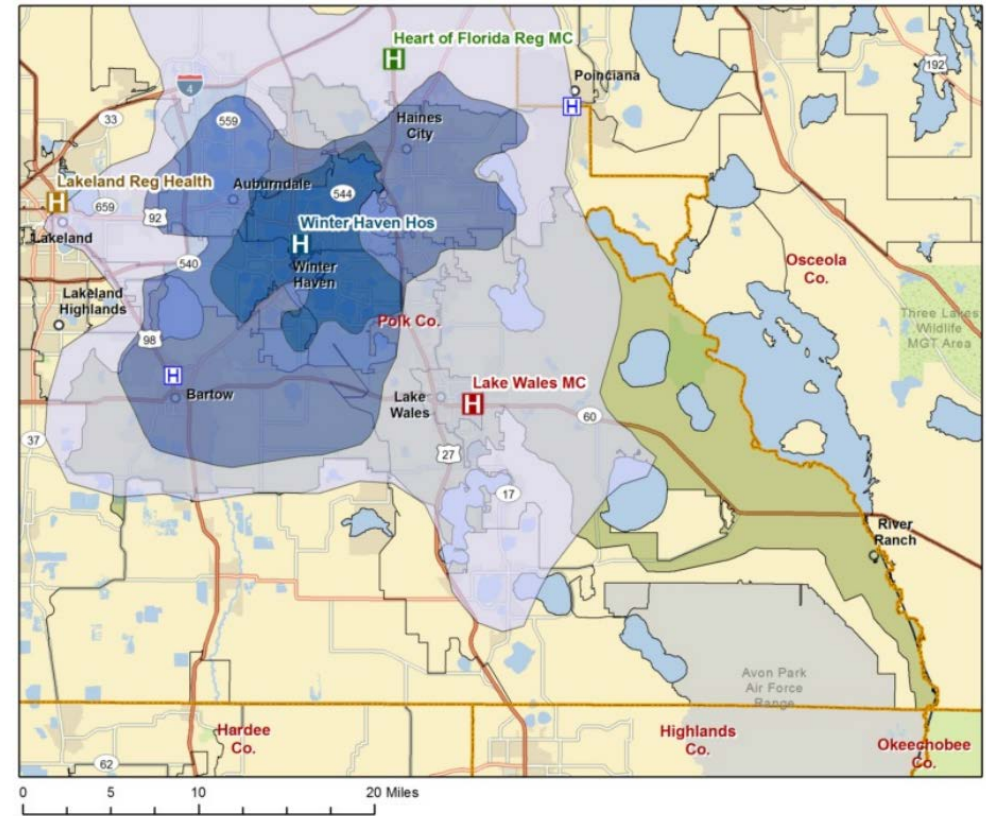 Heart of Florida Reg MC
H
Poinciana
H
192
4
33
559
Haines
City
Lakeland Reg Health
H
Auburndale
544
659
92
Winter Haven Hos
H
Lakeland
540
Winter
Haven
Osceola
Co.
Lakeland
Highlands
Polk Co.
Three Lakes
Wildlife
MGT Area
98
H
Bartow
Lake
Wales
Lake Wales MC
H
60
37
27
17
River
Ranch
Avon Park
Air Force
Range
Hardee
Co.
Highlands
Co.
Okeechobee
Co.
62
0 5 10 20 Miles